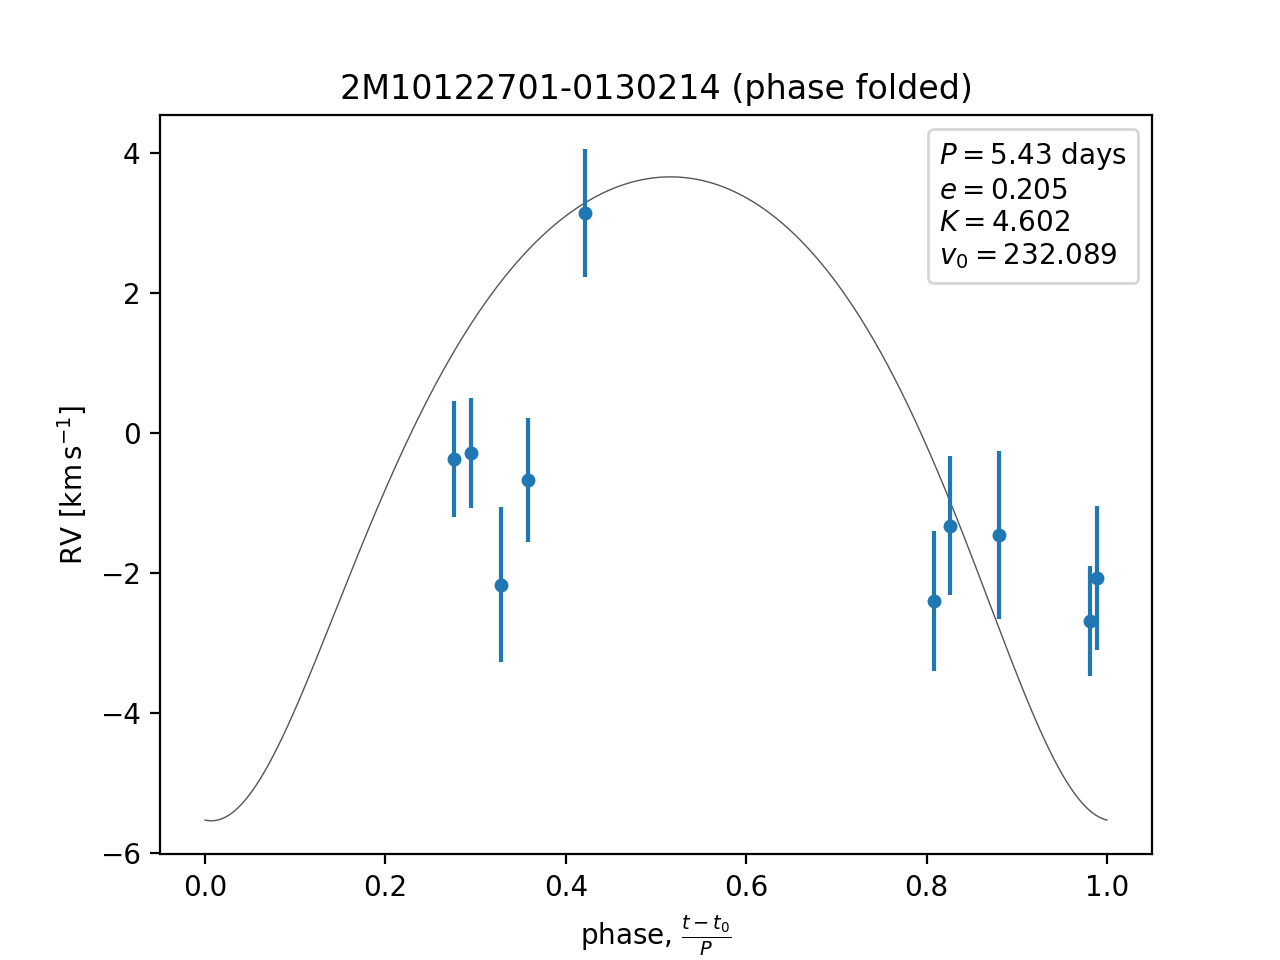 2M10122701-0130214 (phase folded)
P = 5.43 days
e = 0.205
K = 4.602
v₀ = 232.089
4
2
0
−2
−4
−6
RV [km s⁻¹]
0.0 0.2 0.4 0.6 0.8 1.0
phase, (t − t₀)/P